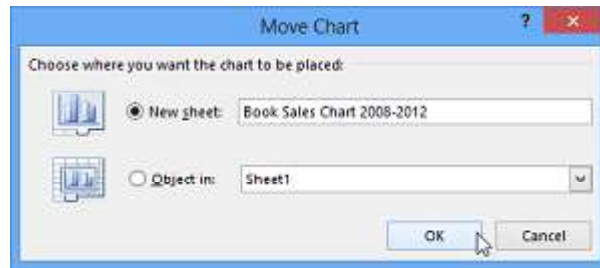 Move Chart
?
Choose where you want the chart to be placed:
New sheet: Book Sales Chart 2008-2012
Object in: Sheet1
OK Cancel